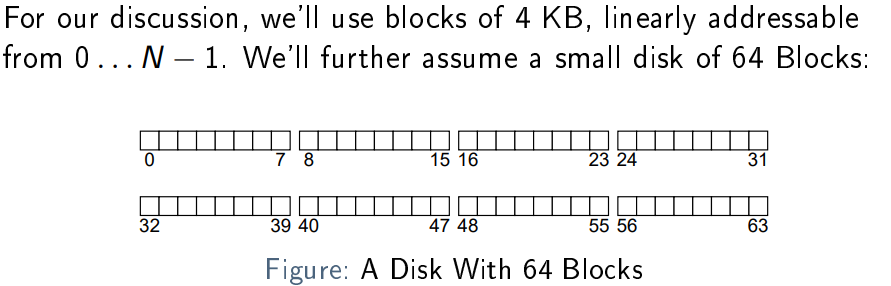 For our discussion, we'll use blocks of 4 KB, linearly addressable
from 0 . . . N − 1. We'll further assume a small disk of 64 Blocks:
0 7 8 15 16 23 24 31
32 39 40 47 48 55 56 63
Figure: A Disk With 64 Blocks